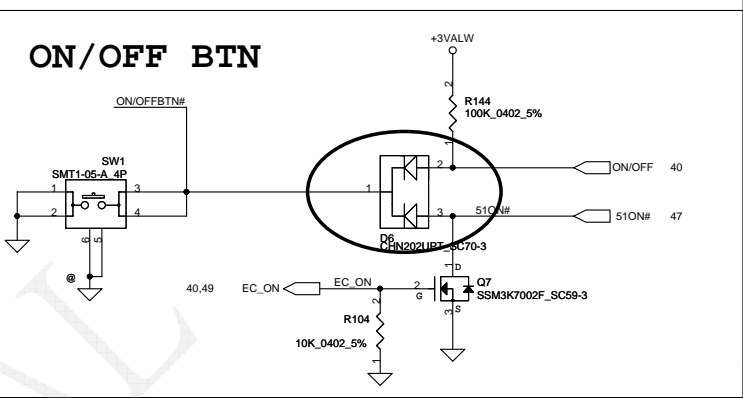 ON/OFF BTN
+3VALW
2
R144
100K_0402_5%
1
ON/OFFBTN#
SW1
SMT1-05-A_4P
1
2
3
4
6
5
@
1
2
ON/OFF 40
3
51ON#
51ON# 47
D6
CHN202UPT_SC70-3
1
D
40,49
EC_ON
EC_ON
2
G
Q7
SSM3K7002F_SC59-3
S
3
2
R104
10K_0402_5%
1